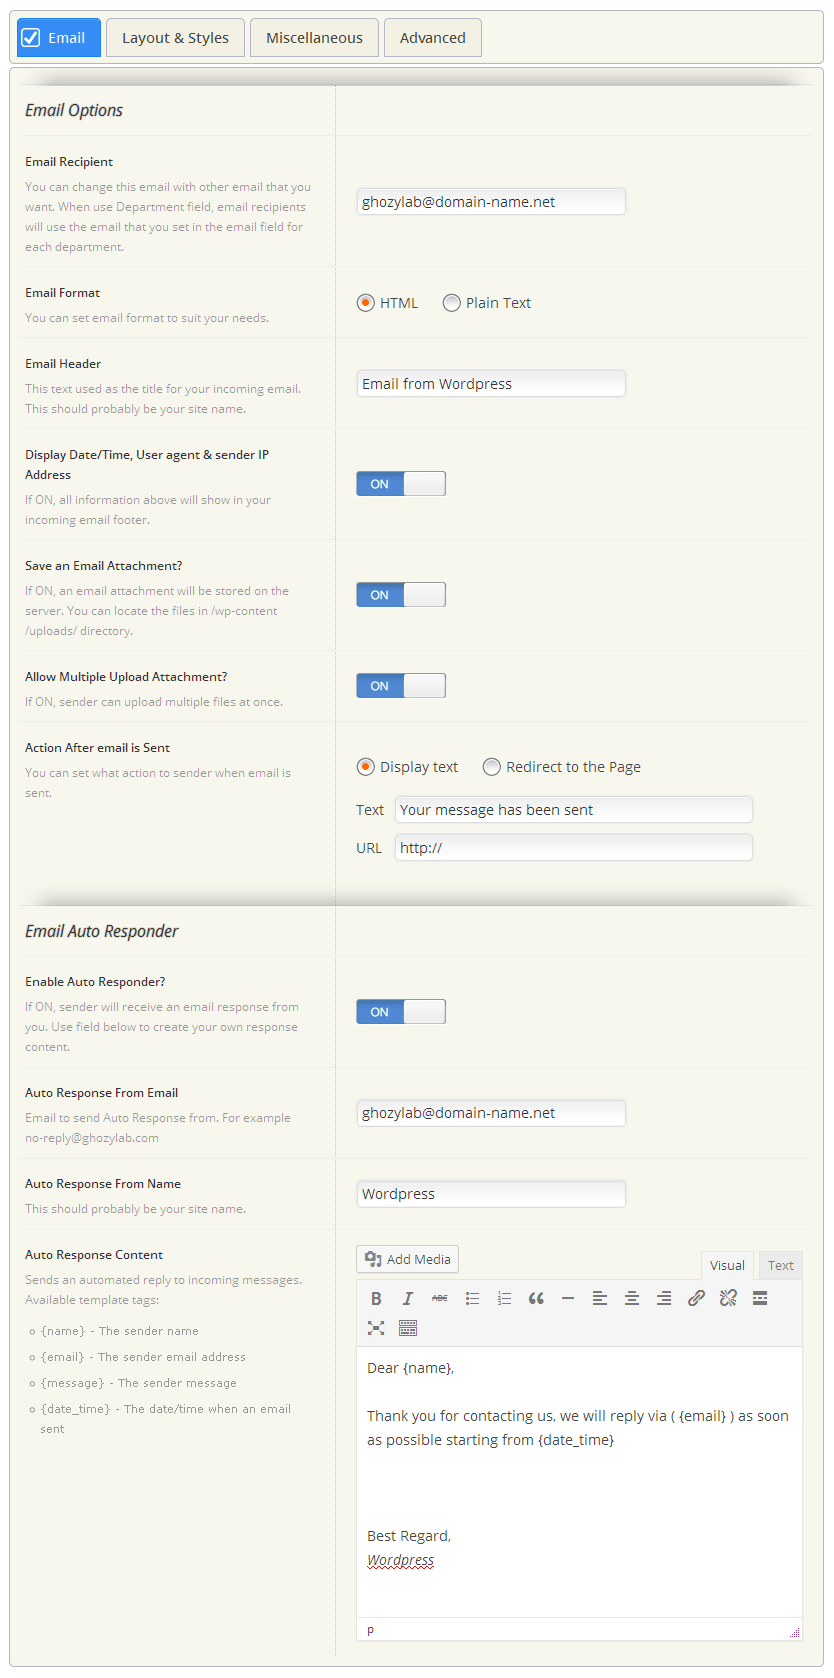 Email
Layout & Styles
Miscellaneous
Advanced
Email Options
Email Recipient
You can change this email with other email that you
want. When use Department field, email recipients
will use the email that you set in the email field for
each department.
ghozylab@domain-name.net
Email Format
You can set email format to suit your needs.
HTML
Plain Text
Email Header
This text used as the title for your incoming email.
This should probably be your site name.
Email from Wordpress
Display Date/Time, User agent & sender IP
Address
If ON, all information above will show in your
incoming email footer.
ON
Save an Email Attachment?
If ON, an email attachment will be stored on the
server. You can locate the files in /wp-content
/uploads/ directory.
ON
Allow Multiple Upload Attachment?
If ON, sender can upload multiple files at once.
ON
Action After email is Sent
You can set what action to sender when email is
sent.
Display text
Redirect to the Page
Text
Your message has been sent
URL
http://
Email Auto Responder
Enable Auto Responder?
If ON, sender will receive an email response from
you. Use field below to create your own response
content.
ON
Auto Response From Email
Email to send Auto Response from. For example
no-reply@ghozylab.com
ghozylab@domain-name.net
Auto Response From Name
This should probably be your site name.
Wordpress
Auto Response Content
Sends an automated reply to incoming messages.
Available template tags:
{name} - The sender name
{email} - The sender email address
{message} - The sender message
{date_time} - The date/time when an email
sent
Add Media
Visual
Text
B I ABC
Dear {name},
Thank you for contacting us, we will reply via ( {email} ) as soon
as possible starting from {date_time}
Best Regard,
Wordpress
p